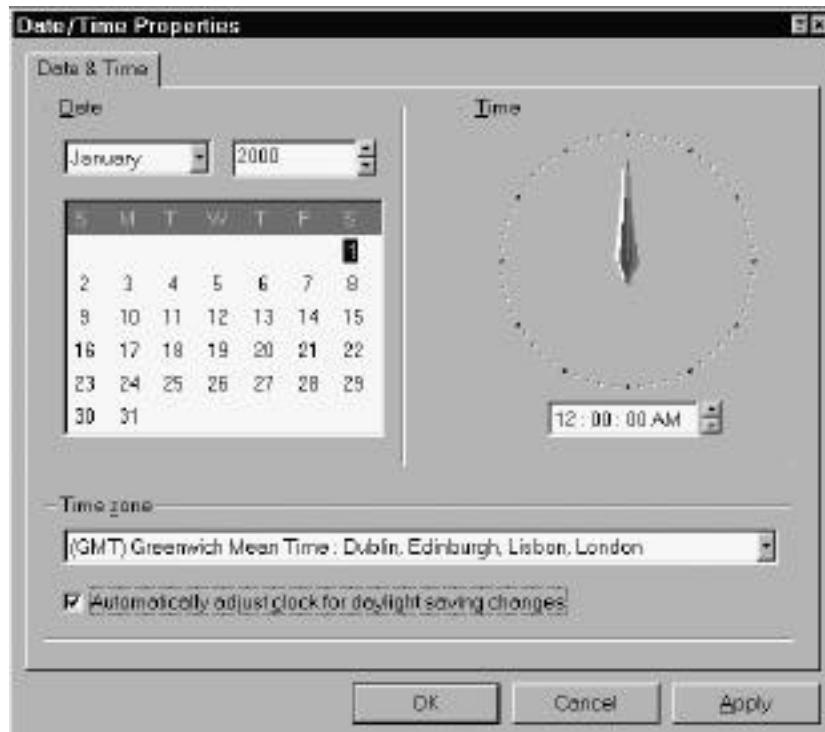 Date/Time Properties
Date & Time
Date
January
2000
S M T W T F S
1
2 3 4 5 6 7 8
9 10 11 12 13 14 15
16 17 18 19 20 21 22
23 24 25 26 27 28 29
30 31
Time
12 : 00 : 00 AM
Time zone
(GMT) Greenwich Mean Time : Dublin, Edinburgh, Lisbon, London
Automatically adjust clock for daylight saving changes
OK
Cancel
Apply